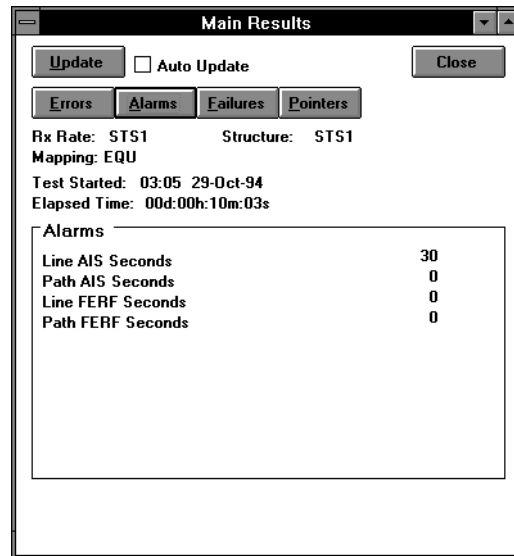 Main Results
Update Auto Update Close
Errors Alarms Failures Pointers
Rx Rate: STS1 Structure: STS1
Mapping: EQU
Test Started: 03:05 29-Oct-94
Elapsed Time: 00d:00h:10m:03s
Alarms
Line AIS Seconds 30
Path AIS Seconds 0
Line FERF Seconds 0
Path FERF Seconds 0